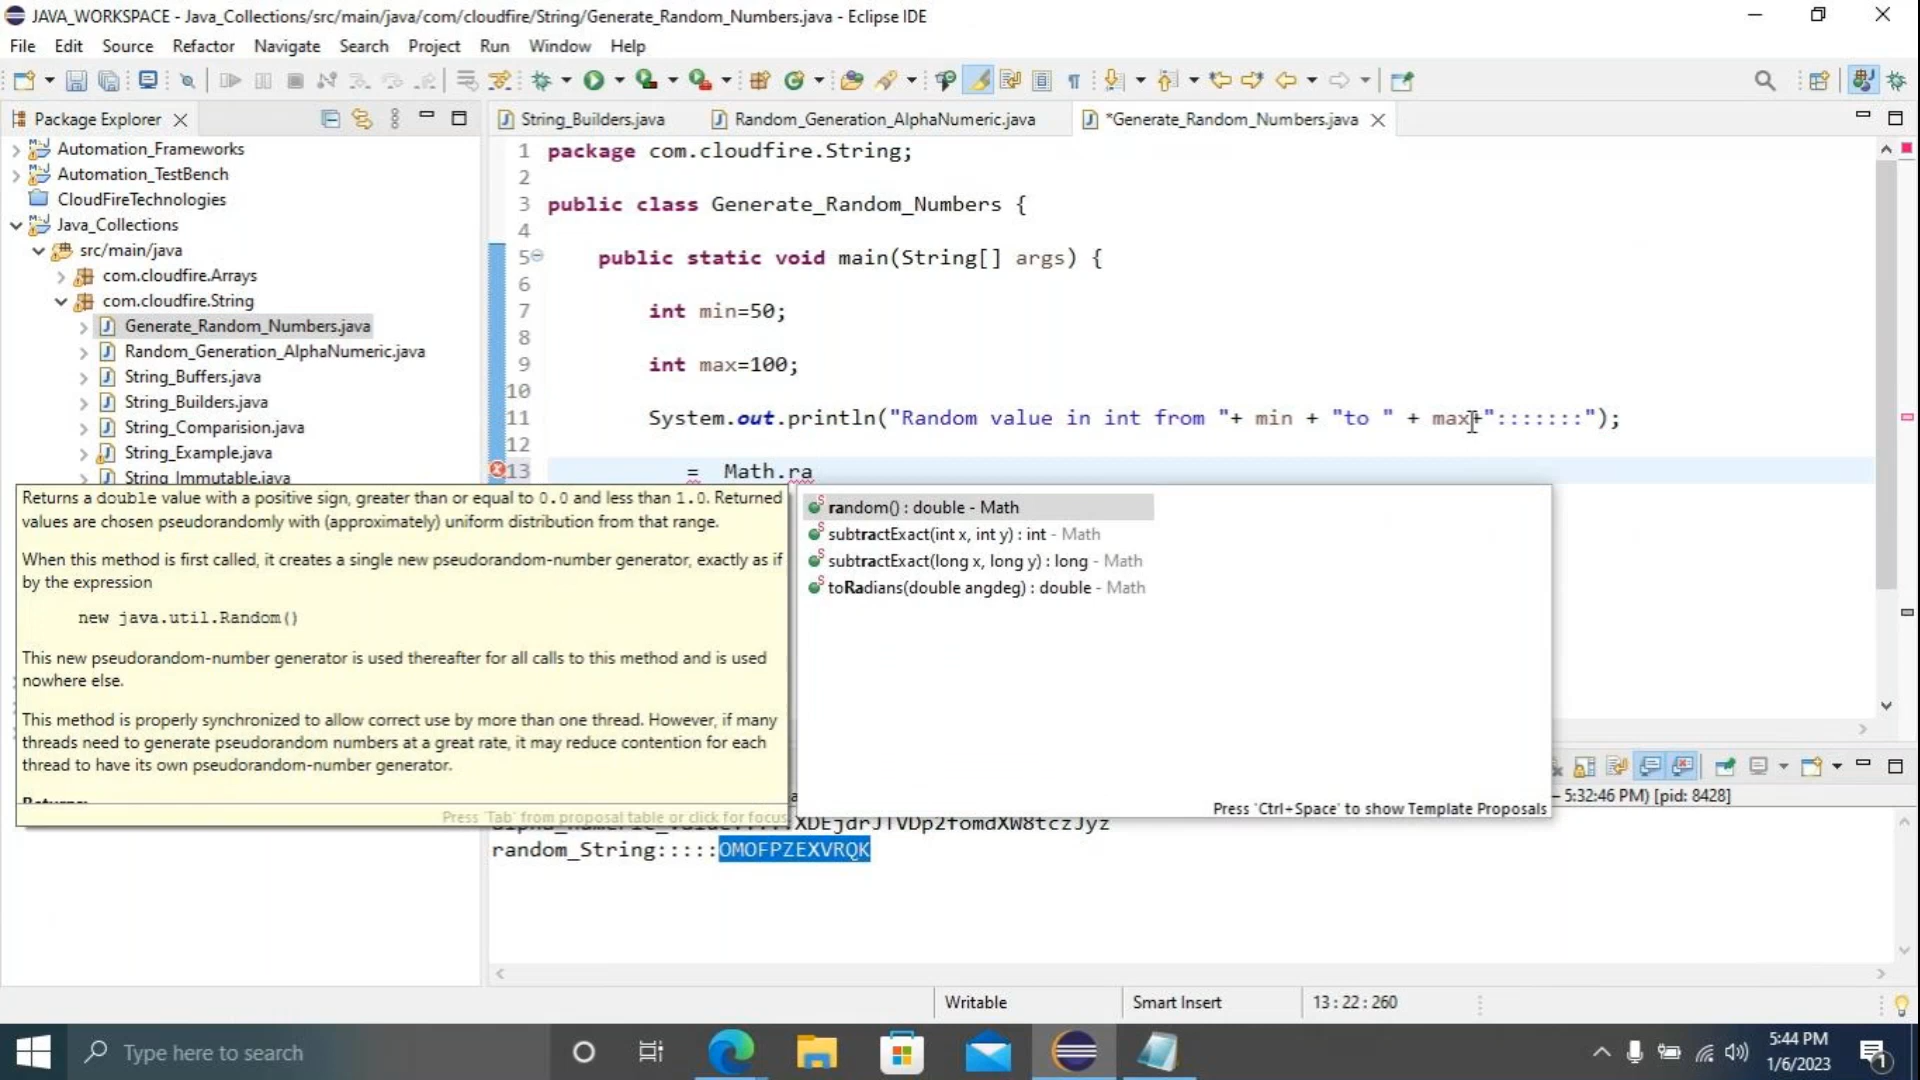 JAVA_WORKSPACE - Java_Collections/src/main/java/com/cloudfire/String/Generate_Random_Numbers.java - Eclipse IDE
File Edit Source Refactor Navigate Search Project Run Window Help
Package Explorer
String_Builders.java
Random_Generation_AlphaNumeric.java
*Generate_Random_Numbers.java
Automation_Frameworks
Automation_TestBench
CloudFireTechnologies
Java_Collections
src/main/java
com.cloudfire.Arrays
com.cloudfire.String
Generate_Random_Numbers.java
Random_Generation_AlphaNumeric.java
String_Buffers.java
String_Builders.java
String_Comparision.java
String_Example.java
String_Immutable.java
1 package com.cloudfire.String;
2
3 public class Generate_Random_Numbers {
4
5 public static void main(String[] args) {
6
7 int min=50;
8
9 int max=100;
10
11 System.out.println("Random value in int from "+ min + "to " + max+":::::::");
12
13 = Math.ra
Returns a double value with a positive sign, greater than or equal to 0.0 and less than 1.0. Returned
values are chosen pseudorandomly with (approximately) uniform distribution from that range.
When this method is first called, it creates a single new pseudorandom-number generator, exactly as if
by the expression
new java.util.Random()
This new pseudorandom-number generator is used thereafter for all calls to this method and is used
nowhere else.
This method is properly synchronized to allow correct use by more than one thread. However, if many
threads need to generate pseudorandom numbers at a great rate, it may reduce contention for each
thread to have its own pseudorandom-number generator.
Press 'Tab' from proposal table or click for focus
random() : double - Math
subtractExact(int x, int y) : int - Math
subtractExact(long x, long y) : long - Math
toRadians(double angdeg) : double - Math
Press 'Ctrl+Space' to show Template Proposals
– 5:32:46 PM) [pid: 8428]
random_String:::::OMOFPZEXVRQK
Writable
Smart Insert
13 : 22 : 260
Type here to search
5:44 PM
1/6/2023
1